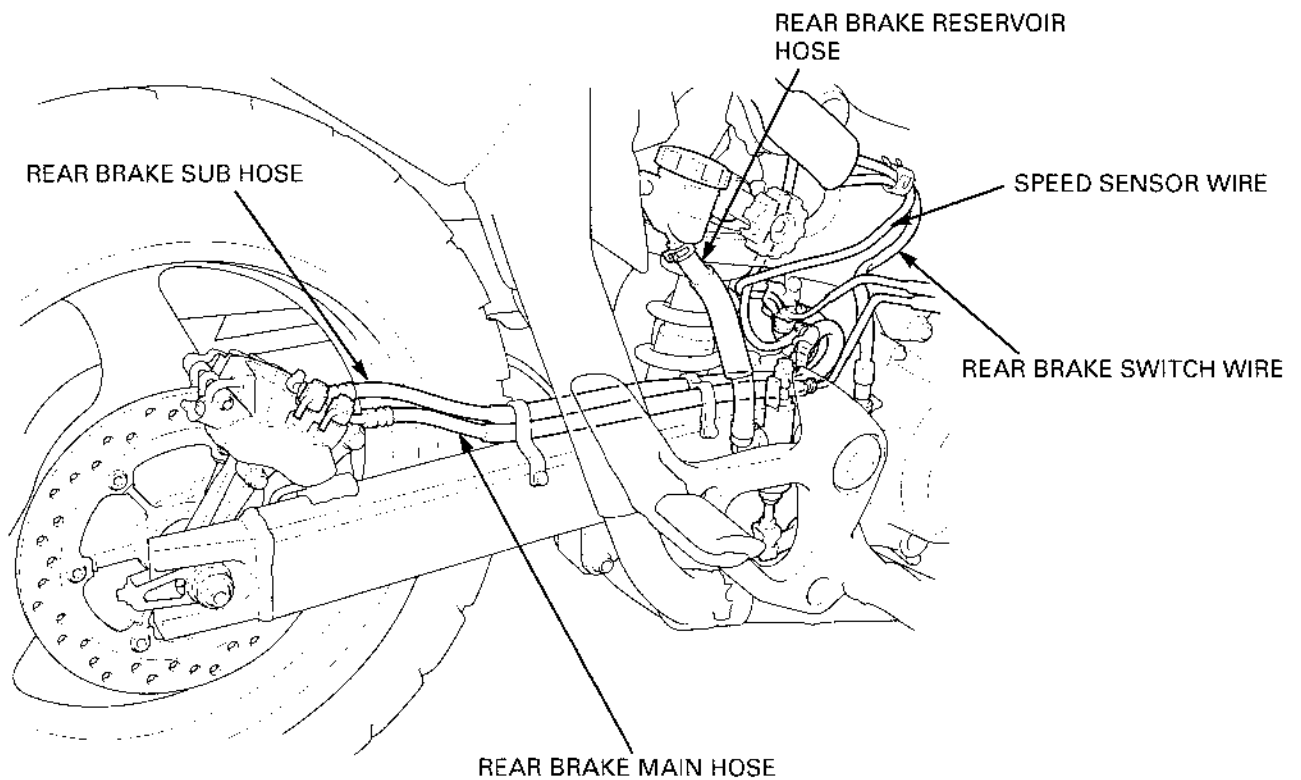 REAR BRAKE RESERVOIR
HOSE
REAR BRAKE SUB HOSE
SPEED SENSOR WIRE
REAR BRAKE SWITCH WIRE
REAR BRAKE MAIN HOSE